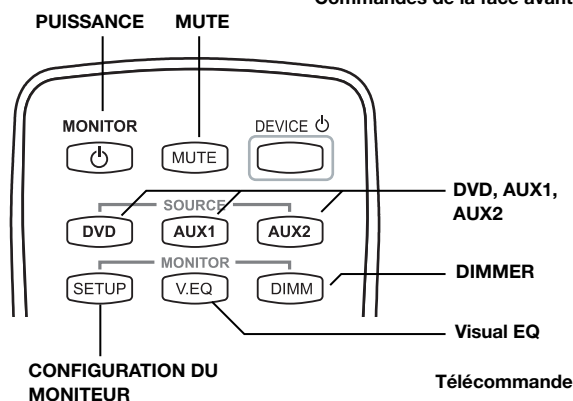 Commandes de la face avant
PUISSANCE MUTE
MONITOR DEVICE
MUTE
SOURCE
DVD AUX1 AUX2
DVD, AUX1,
AUX2
MONITOR
SETUP V.EQ DIMM
DIMMER
Visual EQ
CONFIGURATION DU
MONITEUR
Télécommande